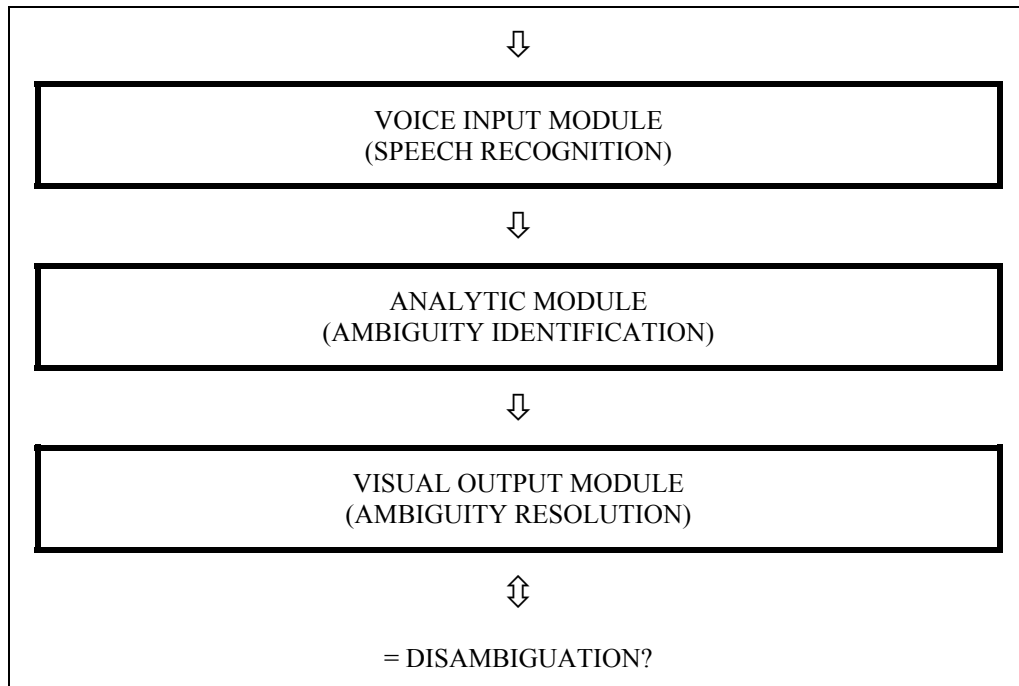 VOICE INPUT MODULE
(SPEECH RECOGNITION)
ANALYTIC MODULE
(AMBIGUITY IDENTIFICATION)
VISUAL OUTPUT MODULE
(AMBIGUITY RESOLUTION)
= DISAMBIGUATION?